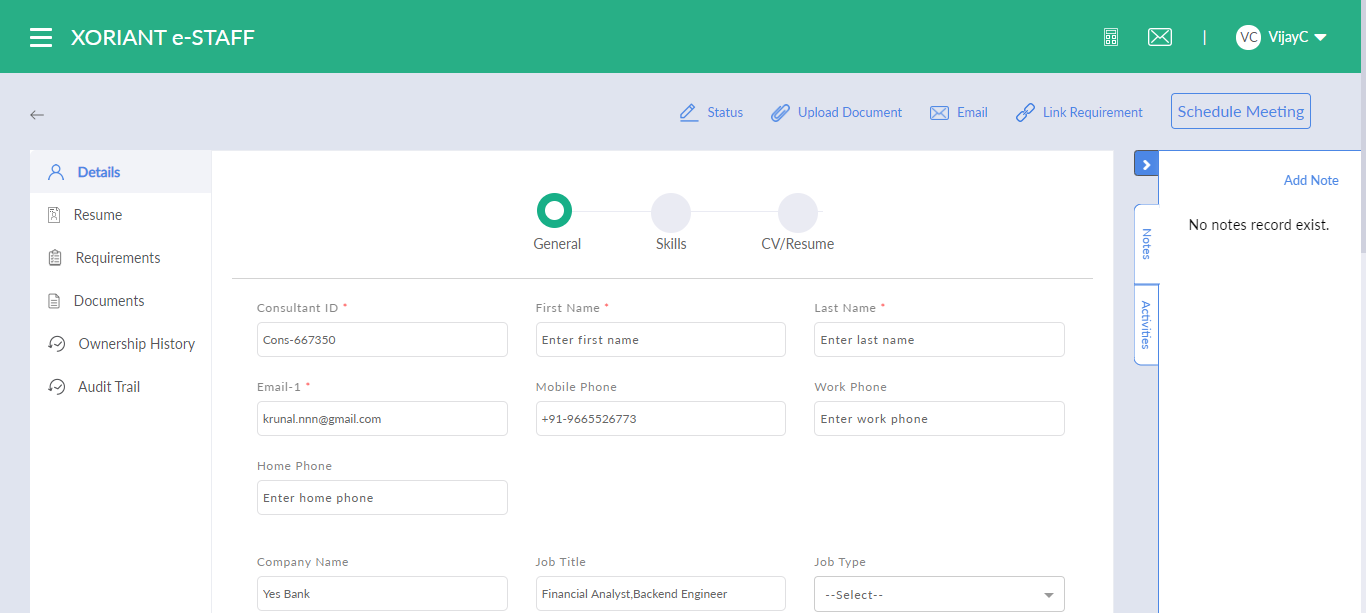 XORIANT e-STAFF
|
VC VijayC
Status Upload Document Email Link Requirement Schedule Meeting
Details
Resume
Requirements
Documents
Ownership History
Audit Trail
General Skills CV/Resume
Consultant ID * First Name * Last Name *
Cons-667350 Enter first name Enter last name
Email-1 * Mobile Phone Work Phone
krunal.nnn@gmail.com +91-9665526773 Enter work phone
Home Phone
Enter home phone
Company Name Job Title Job Type
Yes Bank Financial Analyst,Backend Engineer --Select--
Add Note
Notes
No notes record exist.
Activities